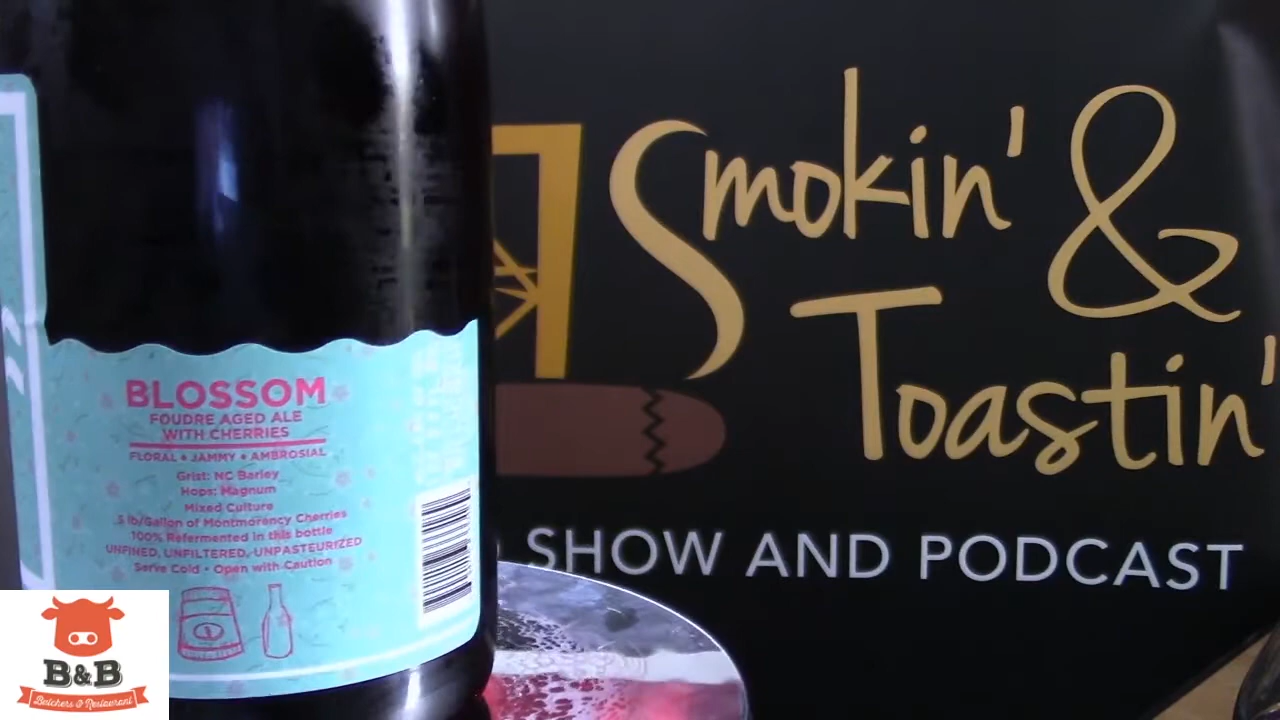 Smokin' &
Toastin'
SHOW AND PODCAST
BLOSSOM
FOUDRE AGED ALE
WITH CHERRIES
FLORAL • JAMMY • AMBROSIAL
Grist: NC Barley
Hops: Magnum
Mixed Culture
.5 lb/Gallon of Montmorency Cherries
100% Refermented in this bottle
UNFINED, UNFILTERED, UNPASTEURIZED
Serve Cold • Open with Caution
B&B
Butchers & Restaurant